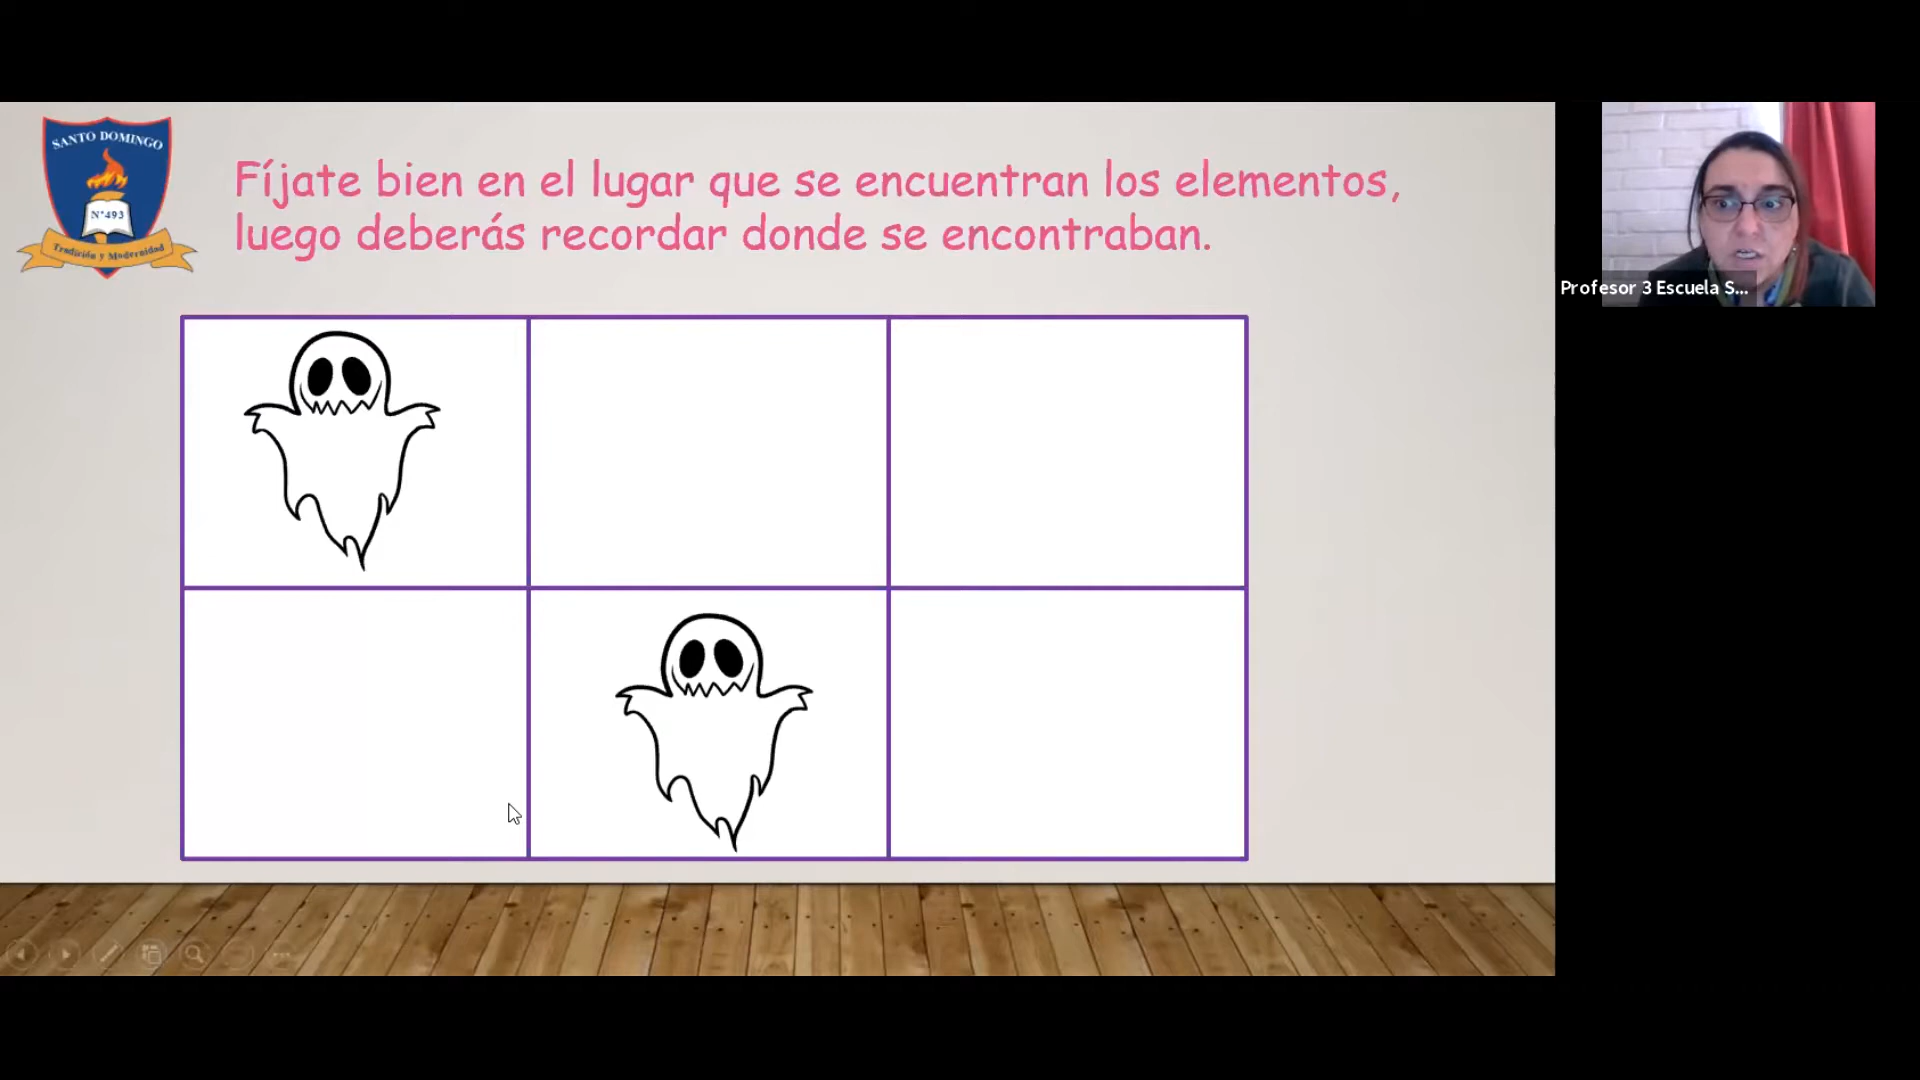 SANTO DOMINGO
N°493
Tradición y Modernidad
Fíjate bien en el lugar que se encuentran los elementos,
luego deberás recordar donde se encontraban.
Profesor 3 Escuela S...